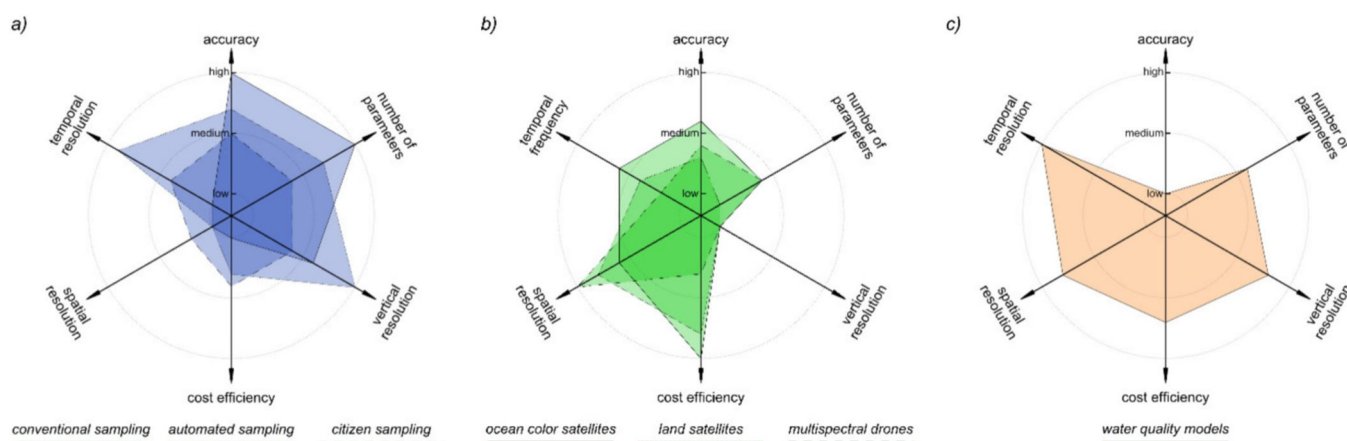 a)
accuracy
high
medium
low
number of
parameters
vertical
resolution
cost efficiency
spatial
resolution
temporal
resolution
conventional sampling automated sampling citizen sampling
b)
accuracy
high
medium
low
number of
parameters
vertical
resolution
cost efficiency
spatial
resolution
temporal
frequency
ocean color satellites land satellites multispectral drones
c)
accuracy
high
medium
low
number of
parameters
vertical
resolution
cost efficiency
spatial
resolution
temporal
resolution
water quality models